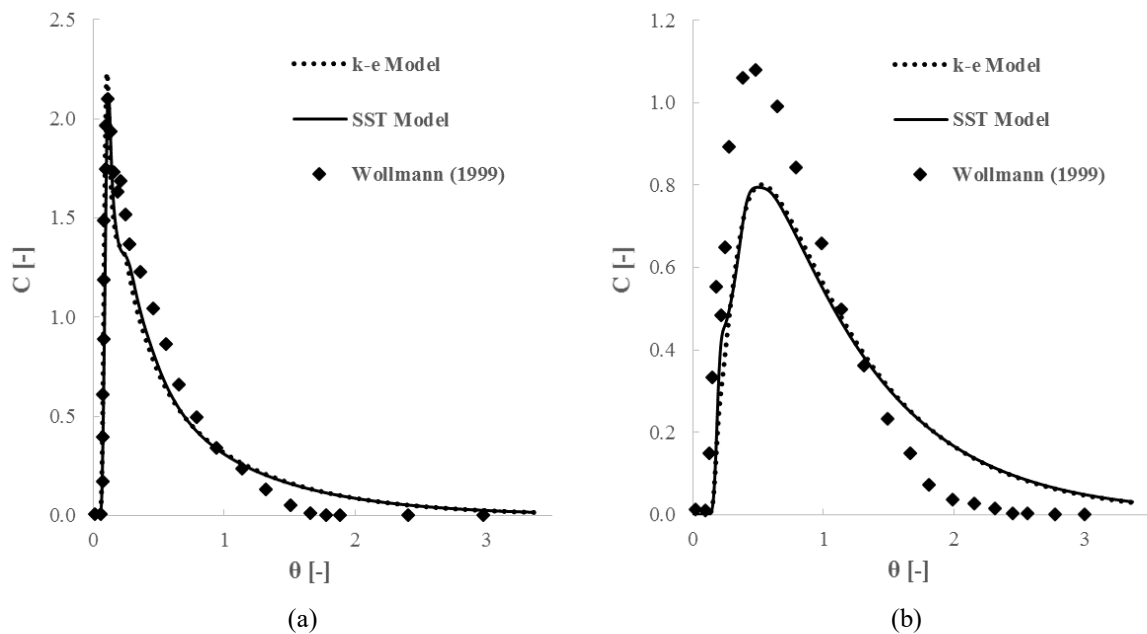 2.5
2.0
1.5
1.0
0.5
0.0
C [-]
0 1 2 3
θ [-]
k-e Model
SST Model
Wollmann (1999)
(a)
1.2
1.0
0.8
0.6
0.4
0.2
0.0
C [-]
0 1 2 3
θ [-]
k-e Model
SST Model
Wollmann (1999)
(b)